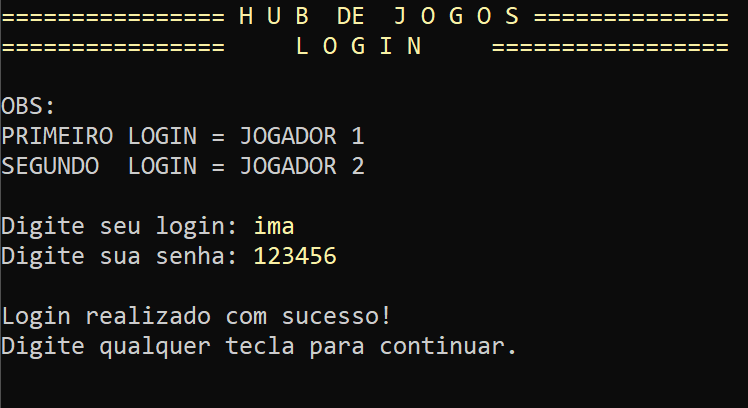 ================ H U B  DE  J O G O S ==============
================     L O G I N     =================
OBS:
PRIMEIRO LOGIN = JOGADOR 1
SEGUNDO  LOGIN = JOGADOR 2
Digite seu login: ima
Digite sua senha: 123456
Login realizado com sucesso!
Digite qualquer tecla para continuar.